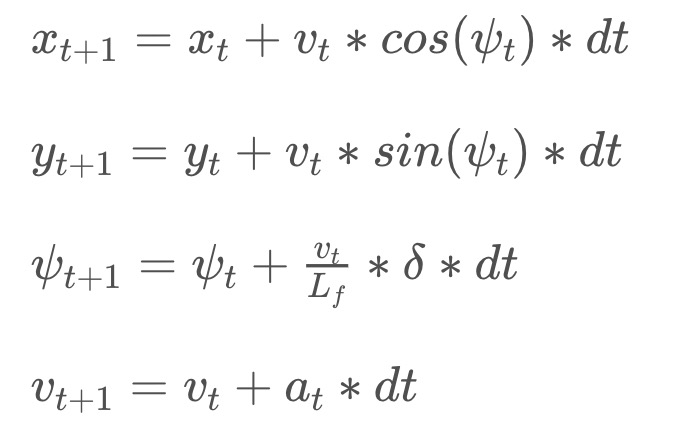 x_{t+1} = x_t + v_t * cos(ψ_t) * dt
y_{t+1} = y_t + v_t * sin(ψ_t) * dt
ψ_{t+1} = ψ_t + \frac{v_t}{L_f} * δ * dt
v_{t+1} = v_t + a_t * dt